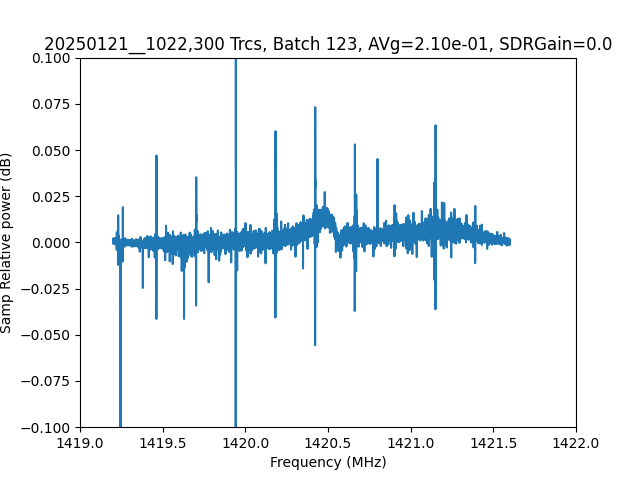 20250121__1022,300 Trcs, Batch 123, AVg=2.10e-01, SDRGain=0.0
0.100
0.075
0.050
0.025
0.000
−0.025
−0.050
−0.075
−0.100
Samp Relative power (dB)
1419.0 1419.5 1420.0 1420.5 1421.0 1421.5 1422.0
Frequency (MHz)